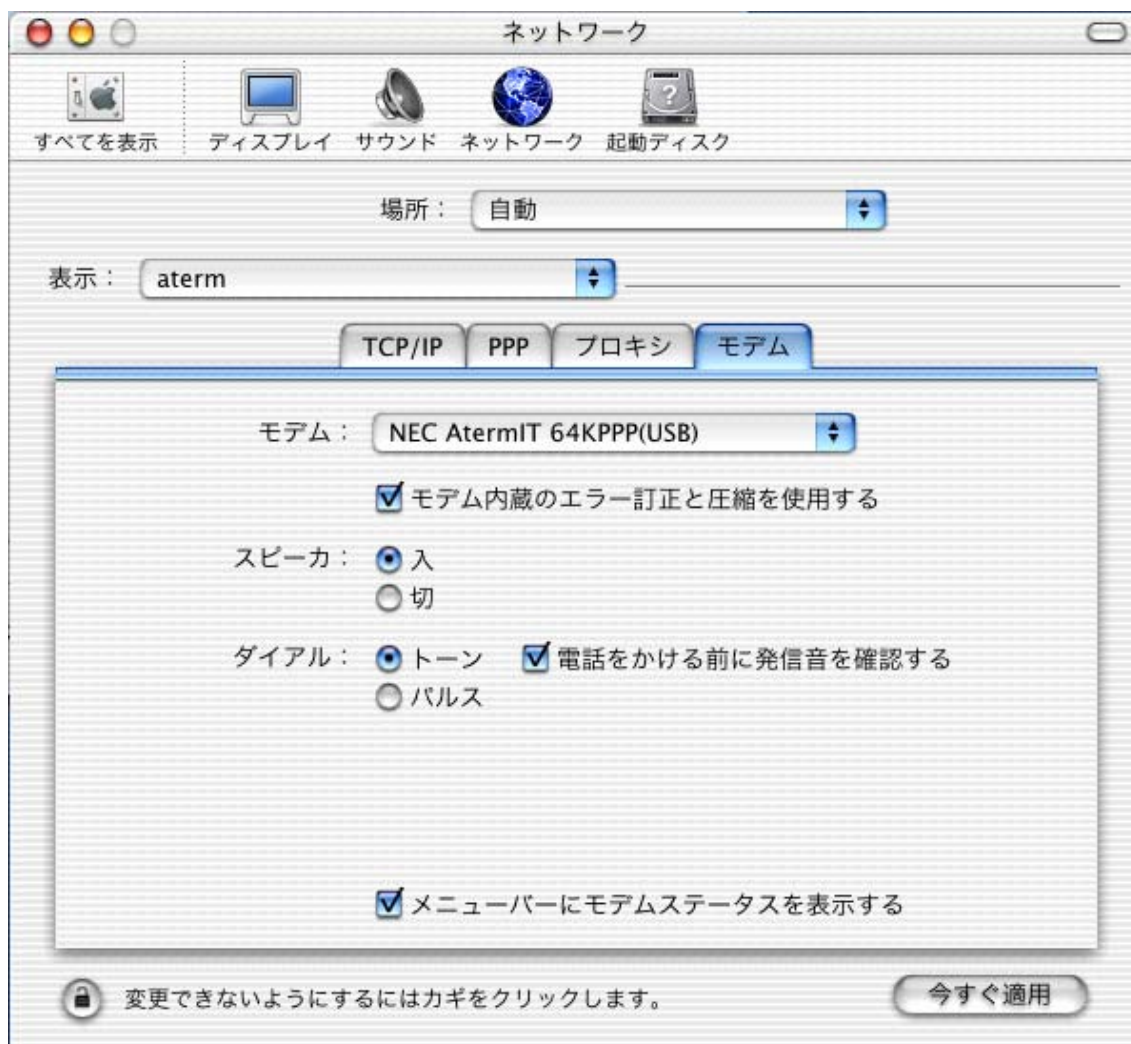 ネットワーク
すべてを表示 ディスプレイ サウンド ネットワーク 起動ディスク
場所： 自動
表示： aterm
TCP/IP PPP プロキシ モデム
モデム： NEC AtermIT 64KPPP(USB)
モデム内蔵のエラー訂正と圧縮を使用する
スピーカ： 入
切
ダイアル： トーン 電話をかける前に発信音を確認する
パルス
メニューバーにモデムステータスを表示する
変更できないようにするにはカギをクリックします。 今すぐ適用